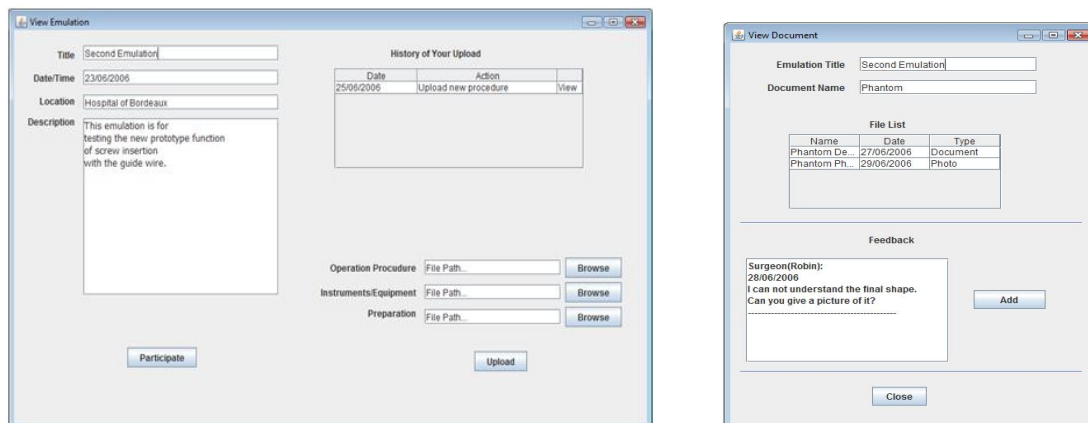 View Emulation
Title Second Emulation
Date/Time 23/06/2006
Location Hospital of Bordeaux
Description This emulation is for
testing the new prototype function
of screw insertion
with the guide wire.
Participate
History of Your Upload
Date Action
25/06/2006 Upload new procedure View
Operation Procudure File Path... Browse
Instruments/Equipment File Path... Browse
Preparation File Path... Browse
Upload
View Document
Emulation Title Second Emulation
Document Name Phantom
File List
Name Date Type
Phantom De... 27/06/2006 Document
Phantom Ph... 29/06/2006 Photo
Feedback
Surgeon(Robin):
28/06/2006
I can not understand the final shape.
Can you give a picture of it?
------------------------------------------------
Add
Close